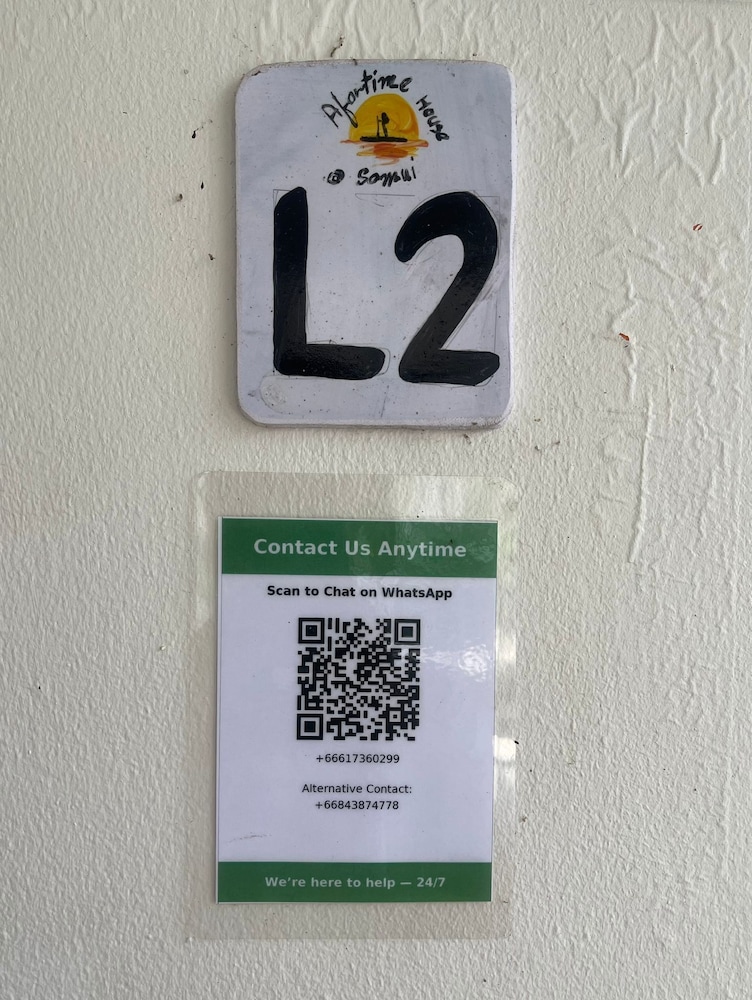 Afortime House
@ Samui
L2
Contact Us Anytime
Scan to Chat on WhatsApp
+66617360299
Alternative Contact:
+66843874778
We're here to help — 24/7